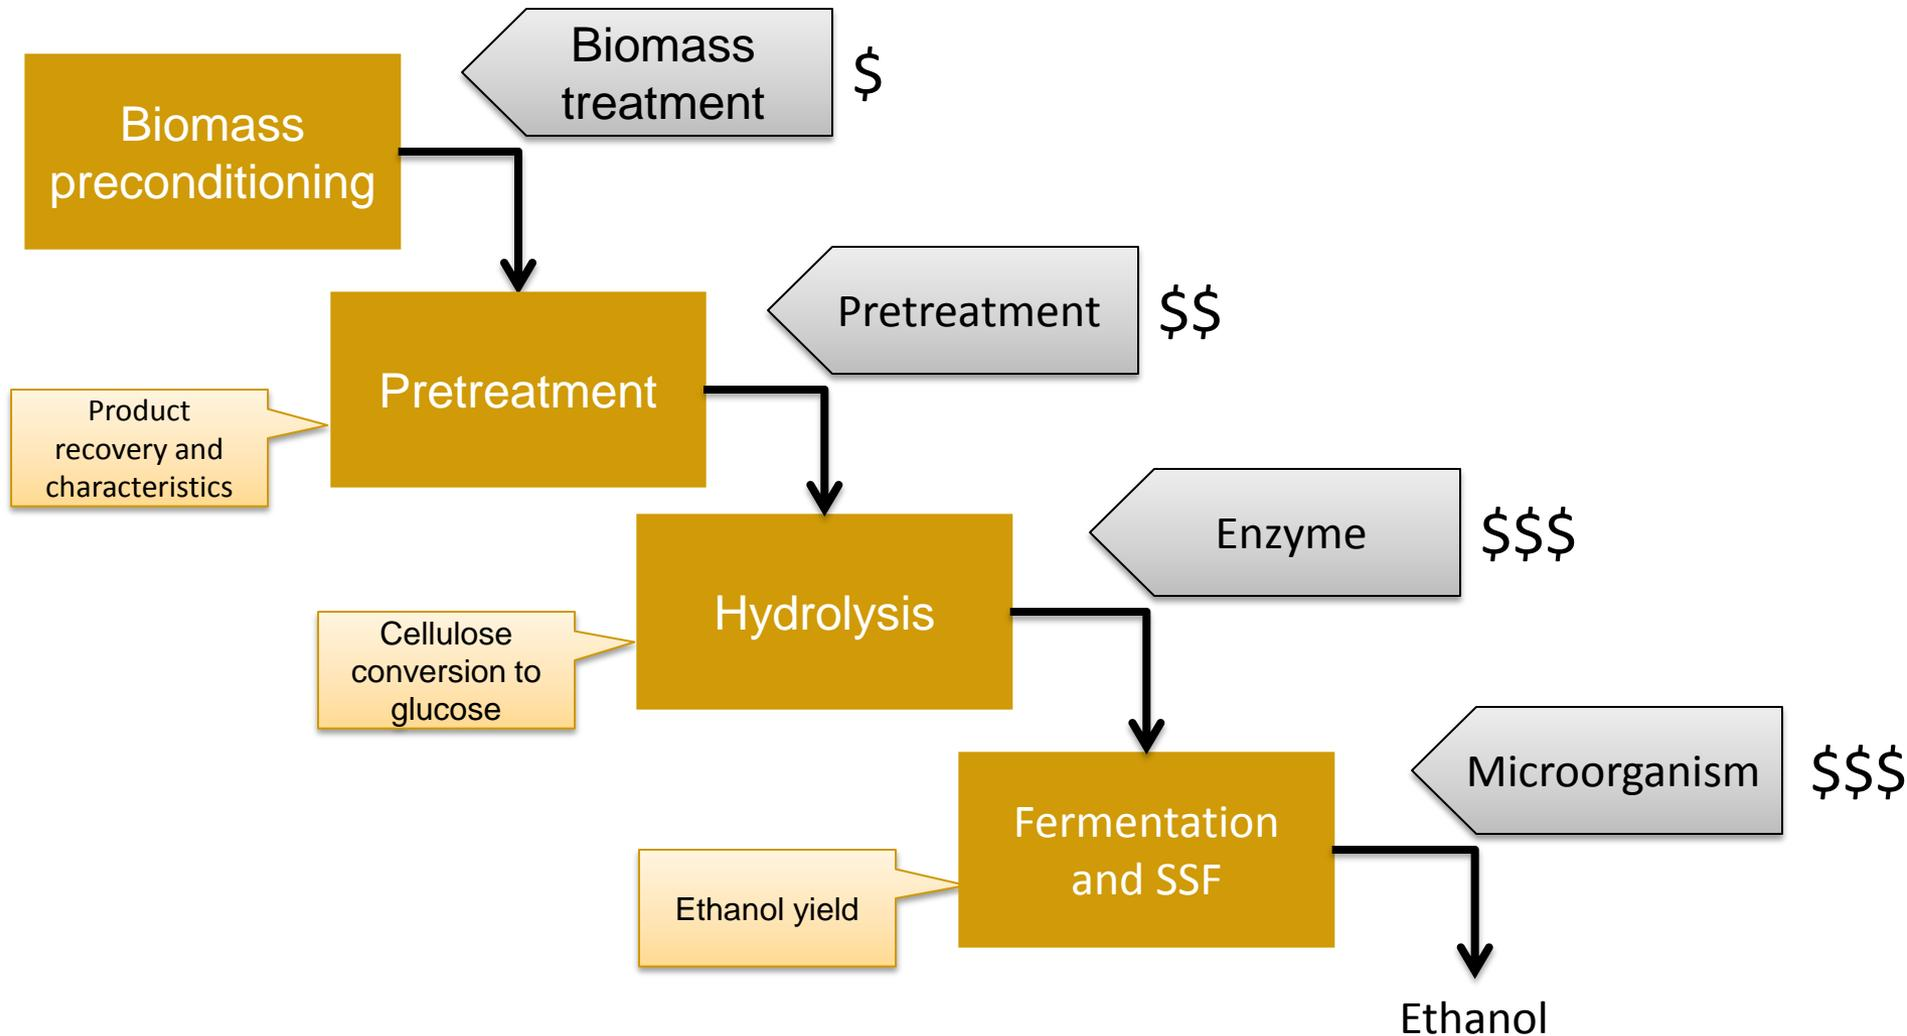 Biomass
treatment
$
Biomass
preconditioning
Pretreatment
$$
Pretreatment
Product
recovery and
characteristics
Enzyme
$$$
Hydrolysis
Cellulose
conversion to
glucose
Microorganism
$$$
Fermentation
and SSF
Ethanol yield
Ethanol